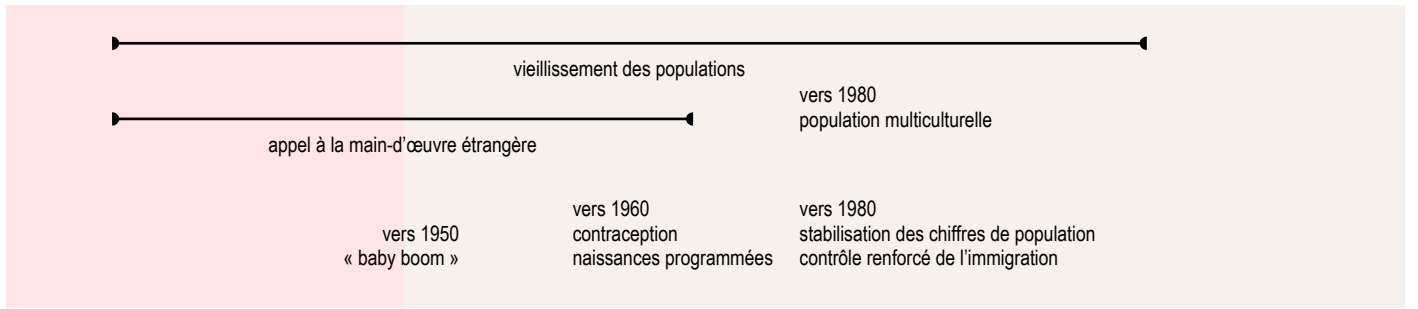 vieillissement des populations
vers 1980
population multiculturelle
appel à la main-d’œuvre étrangère
vers 1950
« baby boom »
vers 1960
contraception
naissances programmées
vers 1980
stabilisation des chiffres de population
contrôle renforcé de l’immigration